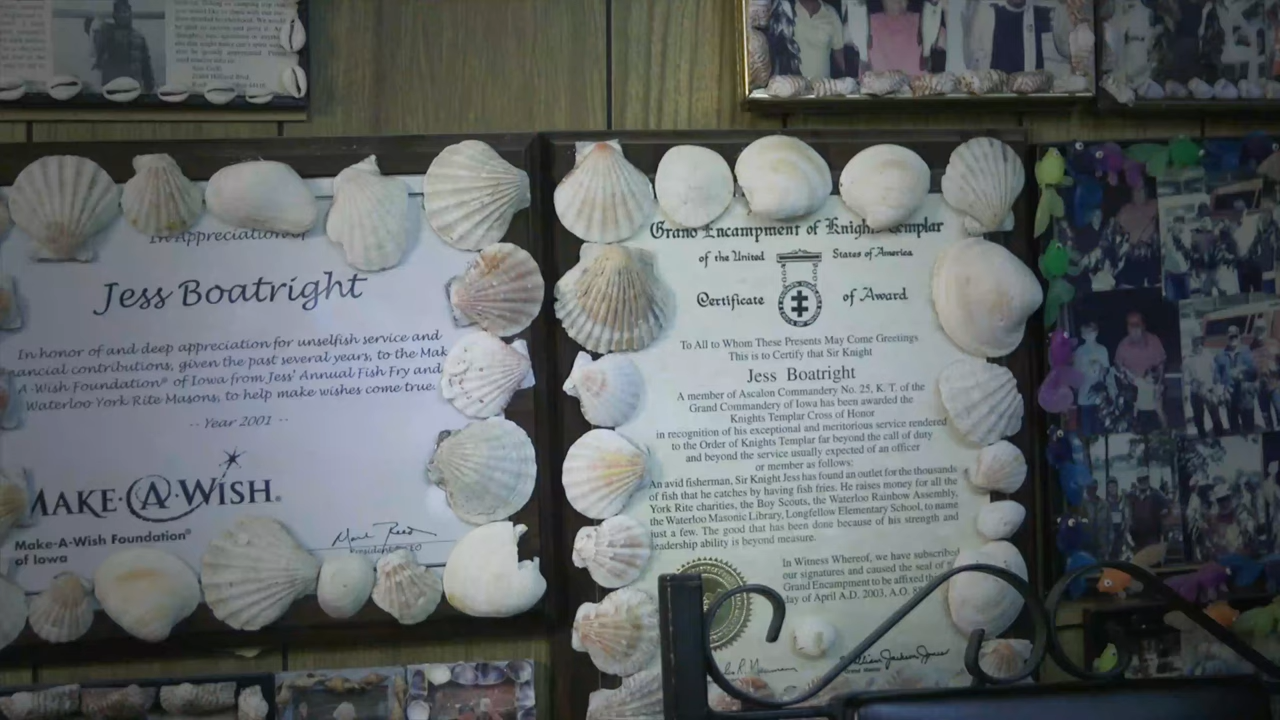 In Appreciation of
Jess Boatright
In honor of and deep appreciation for unselfish service and
nancial contributions, given the past several years, to the Mak
A-Wish Foundation® of Iowa from Jess' Annual Fish Fry and
Waterloo York Rite Masons, to help make wishes come true.
-- Year 2001 --
MAKE·A·WISH®
Make-A-Wish Foundation®
of Iowa
Grand Encampment of Knights Templar
of the United States of America
Certificate of Award
To All to Whom These Presents May Come Greetings
This is to Certify that Sir Knight
Jess Boatright
A member of Ascalon Commandery No. 25, K. T. of the
Grand Commandery of Iowa has been awarded the
Knights Templar Cross of Honor
in recognition of his exceptional and meritorious service rendered
to the Order of Knights Templar far beyond the call of duty
and beyond the service usually expected of an officer
or member as follows:
An avid fisherman, Sir Knight Jess has found an outlet for the thousands
of fish that he catches by having fish fries. He raises money for all the
York Rite charities, the Boy Scouts, the Waterloo Rainbow Assembly,
the Waterloo Masonic Library, Longfellow Elementary School, to name
just a few. The good that has been done because of his strength and
leadership ability is beyond measure.
In Witness Whereof, we have subscribed
our signatures and caused the seal of
Grand Encampment to be affixed
day of April A.D. 2003, A.O.